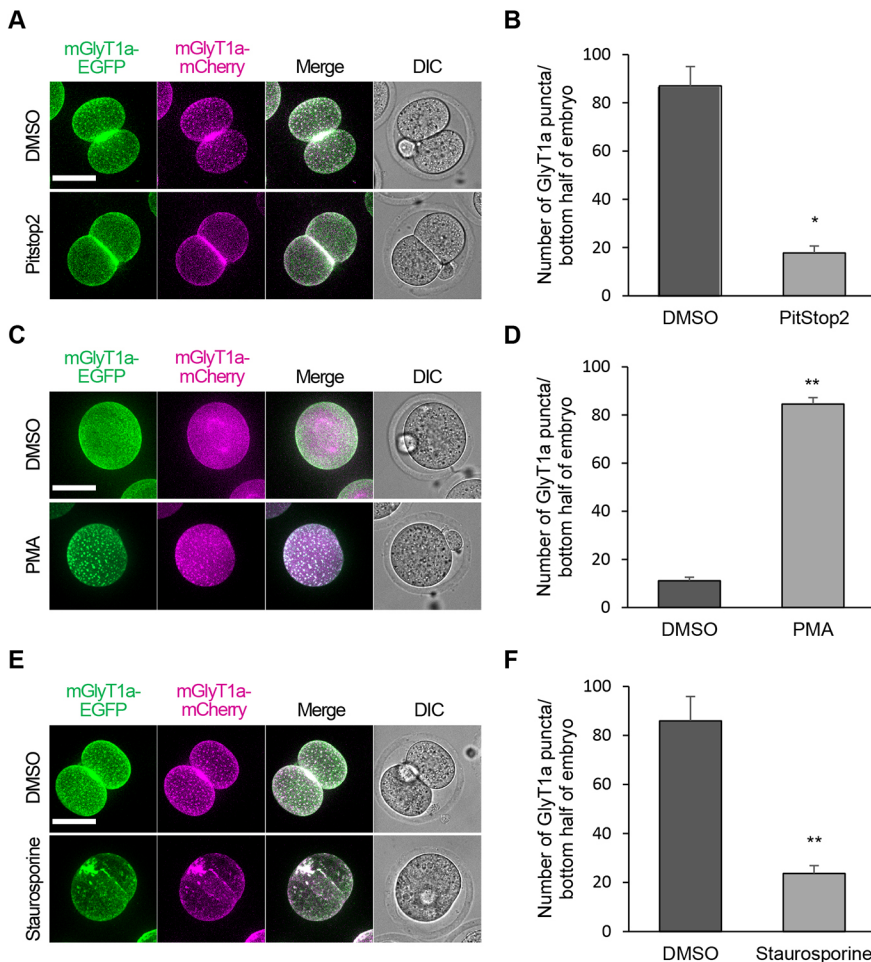 A
mGlyT1a-
EGFP
mGlyT1a-
mCherry
Merge
DIC
DMSO
Pitstop2
B
Number of GlyT1a puncta/
bottom half of embryo
100
80
60
40
20
0
*
DMSO
PitStop2
C
mGlyT1a-
EGFP
mGlyT1a-
mCherry
Merge
DIC
DMSO
PMA
D
Number of GlyT1a puncta/
bottom half of embryo
100
80
60
40
20
0
**
DMSO
PMA
E
mGlyT1a-
EGFP
mGlyT1a-
mCherry
Merge
DIC
DMSO
Staurosporine
F
Number of GlyT1a puncta/
bottom half of embryo
100
80
60
40
20
0
**
DMSO
Staurosporine